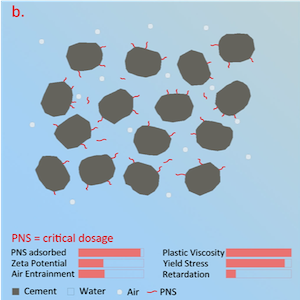 b.
PNS = critical dosage
PNS adsorbed
Plastic Viscosity
Zeta Potential
Yield Stress
Air Entrainment
Retardation
Cement
Water
Air
PNS